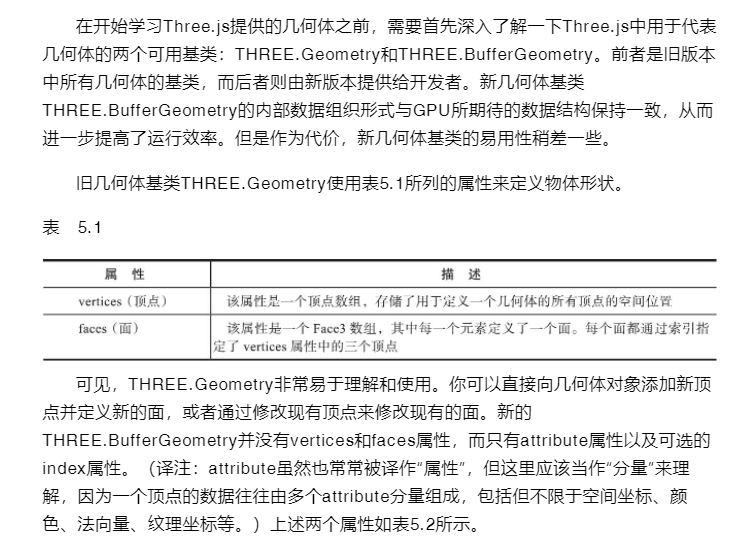 在开始学习Three.js提供的几何体之前，需要首先深入了解一下Three.js中用于代表
几何体的两个可用基类：THREE.Geometry和THREE.BufferGeometry。前者是旧版本
中所有几何体的基类，而后者则由新版本提供给开发者。新几何体基类
THREE.BufferGeometry的内部数据组织形式与GPU所期待的数据结构保持一致，从而
进一步提高了运行效率。但是作为代价，新几何体基类的易用性稍差一些。
旧几何体基类THREE.Geometry使用表5.1所列的属性来定义物体形状。
表 5.1
属 性 描 述
vertices（顶点） 该属性是一个顶点数组，存储了用于定义一个几何体的所有顶点的空间位置
faces（面） 该属性是一个 Face3 数组，其中每一个元素定义了一个面。每个面都通过索引指
定了 vertices 属性中的三个顶点
可见，THREE.Geometry非常易于理解和使用。你可以直接向几何体对象添加新顶
点并定义新的面，或者通过修改现有顶点来修改现有的面。新的
THREE.BufferGeometry并没有vertices和faces属性，而只有attribute属性以及可选的
index属性。（译注：attribute虽然也常常被译作“属性”，但这里应该当作“分量”来理
解，因为一个顶点的数据往往由多个attribute分量组成，包括但不限于空间坐标、颜
色、法向量、纹理坐标等。）上述两个属性如表5.2所示。